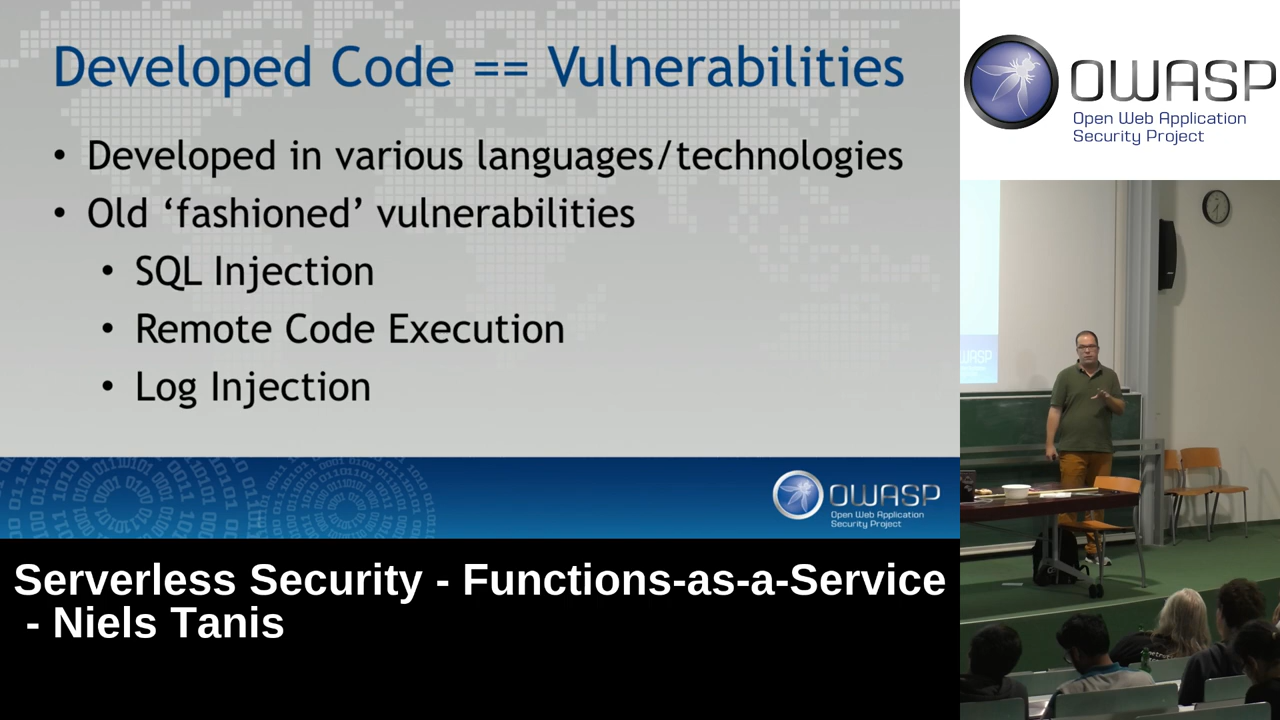 Developed Code == Vulnerabilities
• Developed in various languages/technologies
• Old ‘fashioned’ vulnerabilities
• SQL Injection
• Remote Code Execution
• Log Injection
OWASP
Open Web Application
Security Project
Serverless Security - Functions-as-a-Service
- Niels Tanis
OWASP
Open Web Application
Security Project